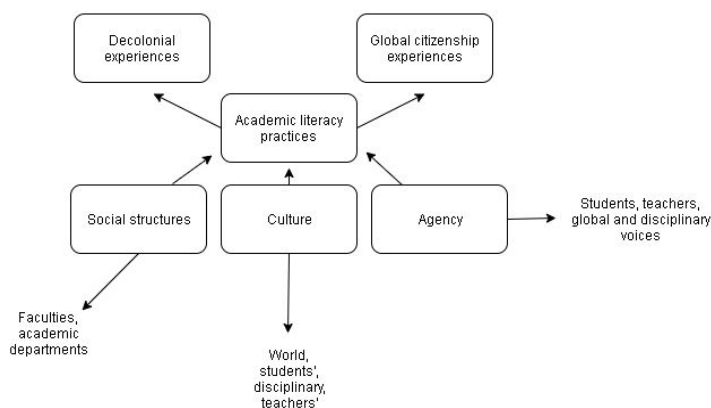 Decolonial
experiences
Global citizenship
experiences
Academic literacy
practices
Social structures
Culture
Agency
Students, teachers,
global and disciplinary
voices
Faculties,
academic
departments
World,
students',
disciplinary,
teachers'